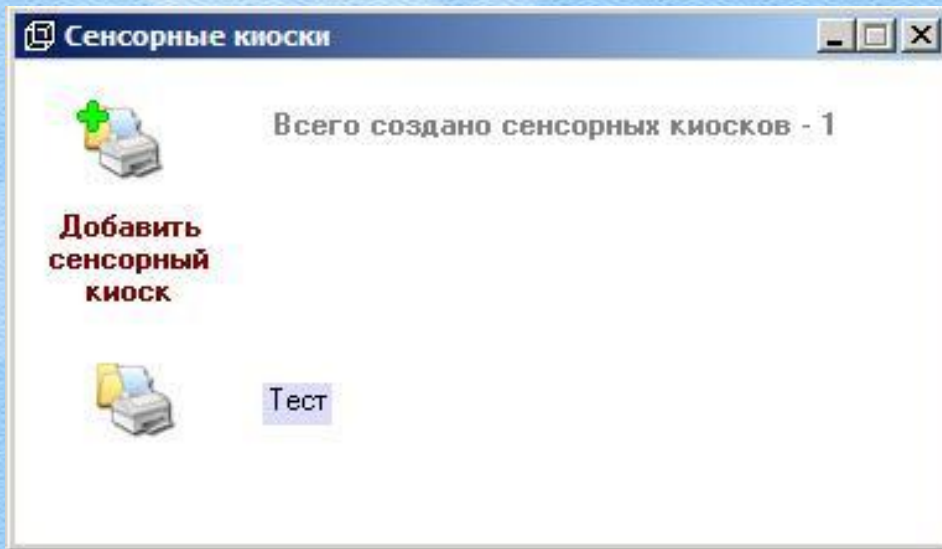 Сенсорные киоски
Всего создано сенсорных киосков - 1
Добавить
сенсорный
киоск
Тест